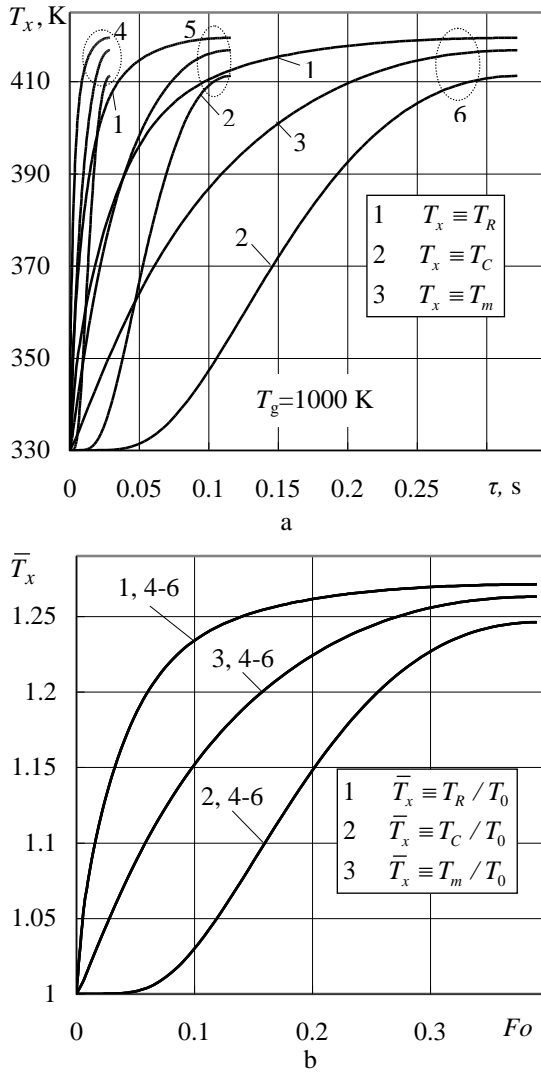 T_x, K
4
5
410
1
1
2
3
6
390
1 T_x ≡ T_R
2 T_x ≡ T_C
3 T_x ≡ T_m
370
2
350
T_g=1000 K
330
0 0.05 0.1 0.15 0.2 0.25 τ, s
a
T̅_x
1, 4-6
1.25
3, 4-6
1.2
1.15
2, 4-6
1 T̅_x ≡ T_R / T_0
2 T̅_x ≡ T_C / T_0
3 T̅_x ≡ T_m / T_0
1.1
1.05
1
0 0.1 0.2 0.3 Fo
b